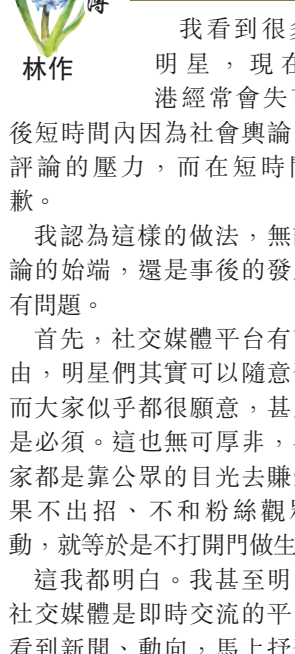 傳
林作
我看到很多
明星，現在
港經常會失
後短時間內因為社會輿論
評論的壓力，而在短時間
歉。
我認為這樣的做法，無
論的始端，還是事後的發
有問題。
首先，社交媒體平台有
由，明星們其實可以隨意
而大家似乎都很願意，甚
是必須。這也無可厚非，
家都是靠公眾的目光去賺
果不出招、不和粉絲觀
動，就等於是不打開門做生
這我都明白。我甚至明
社交媒體是即時交流的平
看到新聞、動向，馬上抒